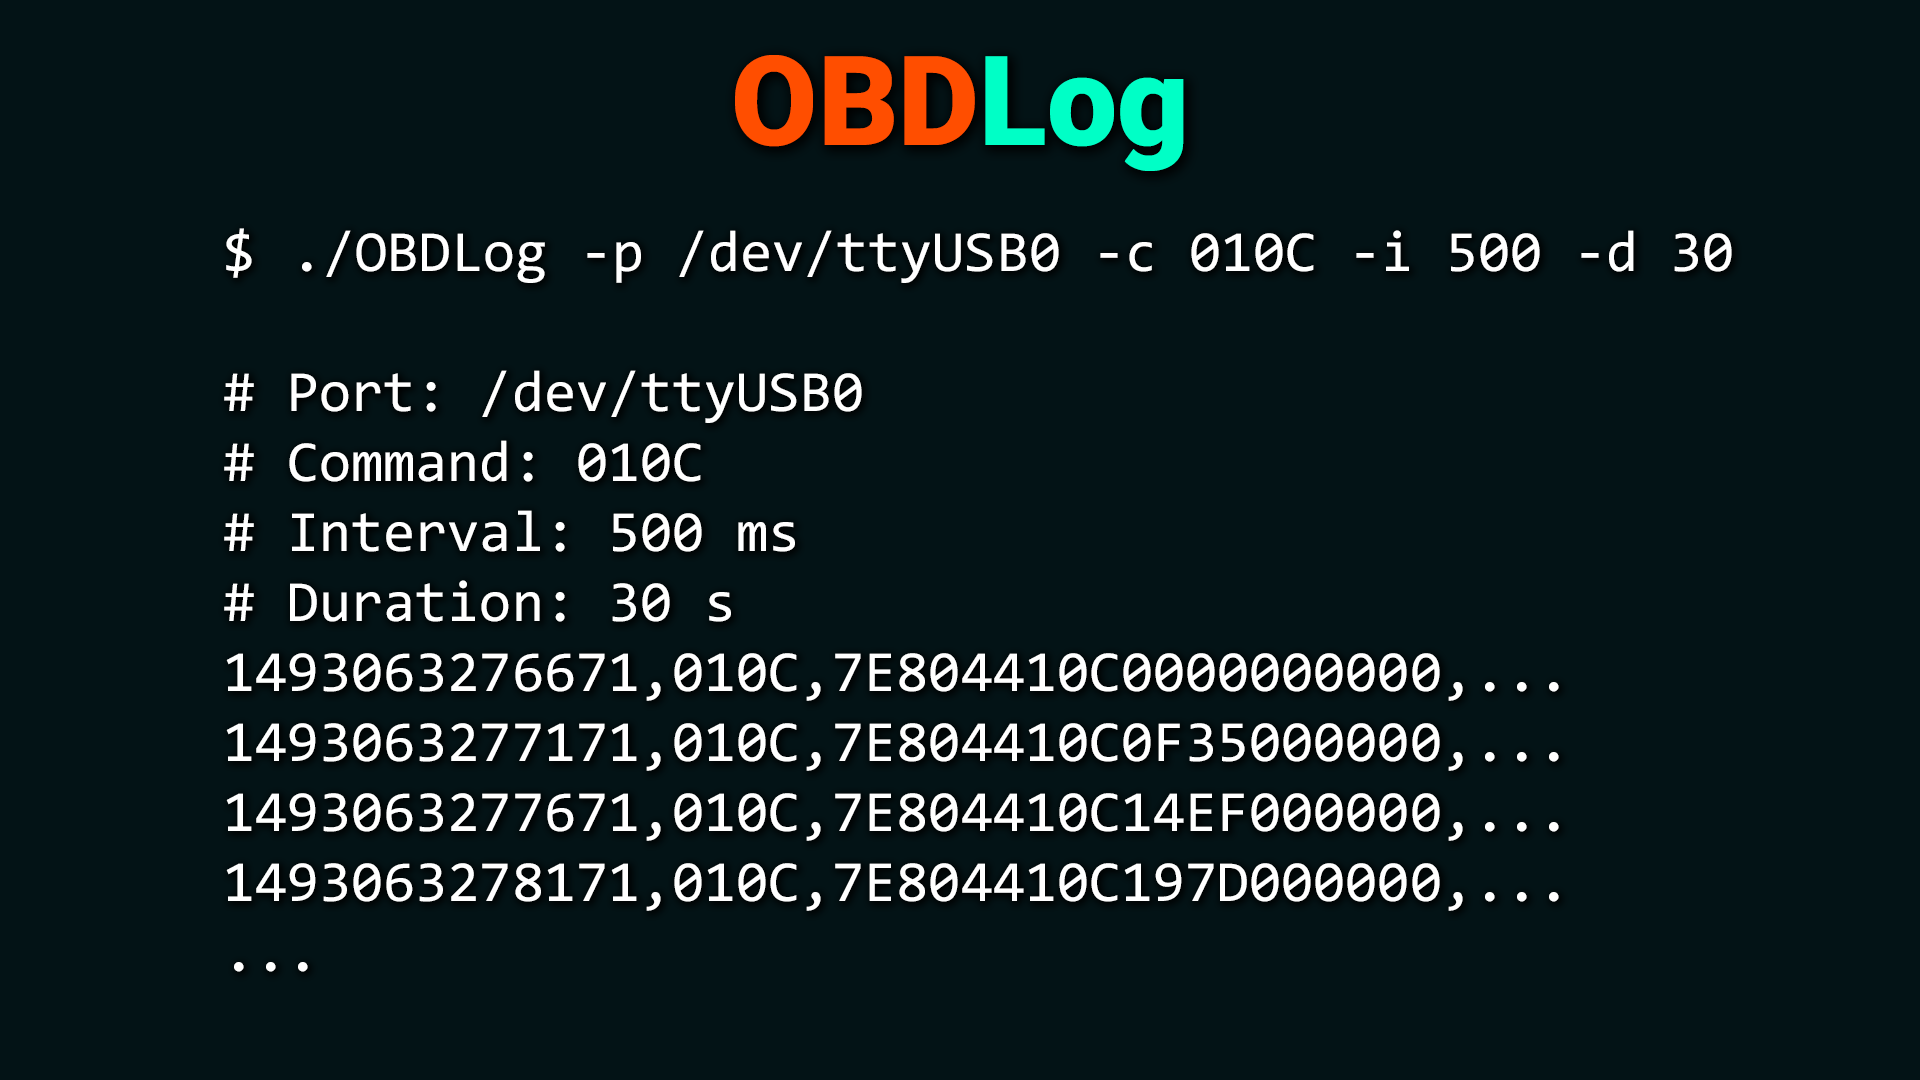 OBDLog
$ ./OBDLog -p /dev/ttyUSB0 -c 010C -i 500 -d 30
# Port: /dev/ttyUSB0
# Command: 010C
# Interval: 500 ms
# Duration: 30 s
1493063276671,010C,7E804410C0000000000,...
1493063277171,010C,7E804410C0F35000000,...
1493063277671,010C,7E804410C14EF000000,...
1493063278171,010C,7E804410C197D000000,...
...